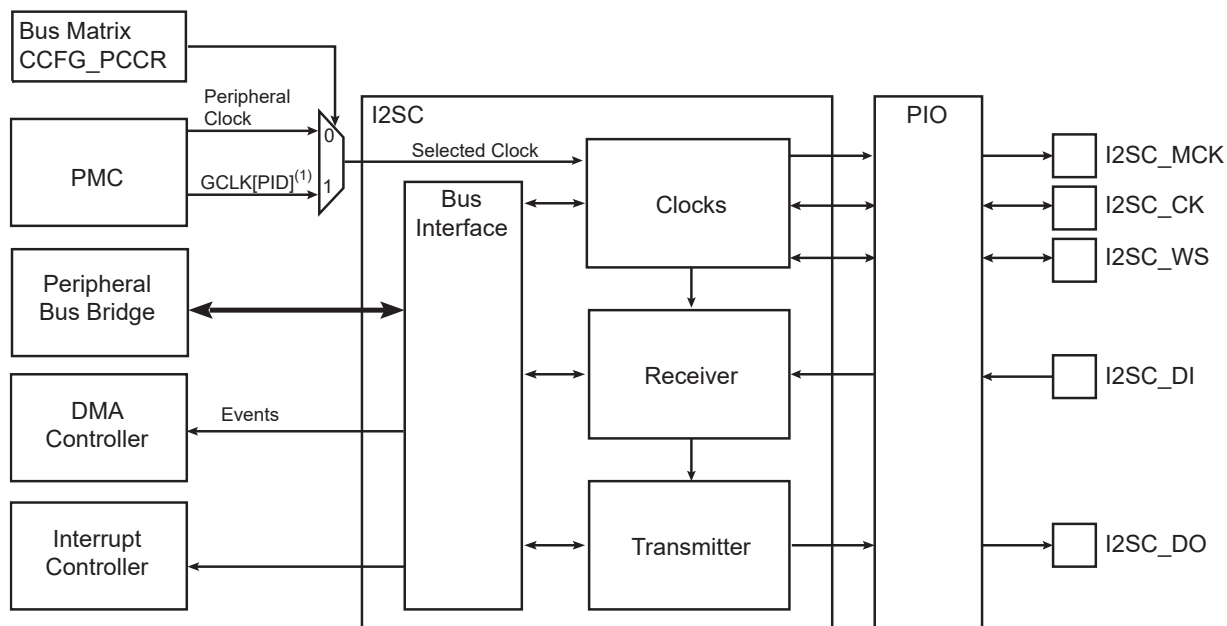 Bus Matrix
CCFG_PCCR
Peripheral
Clock
0
I2SC
PIO
Selected Clock
I2SC_MCK
PMC
GCLK[PID](1)
1
Bus
Interface
Clocks
I2SC_CK
I2SC_WS
Peripheral
Bus Bridge
Receiver
I2SC_DI
DMA
Controller
Events
Interrupt
Controller
Transmitter
I2SC_DO